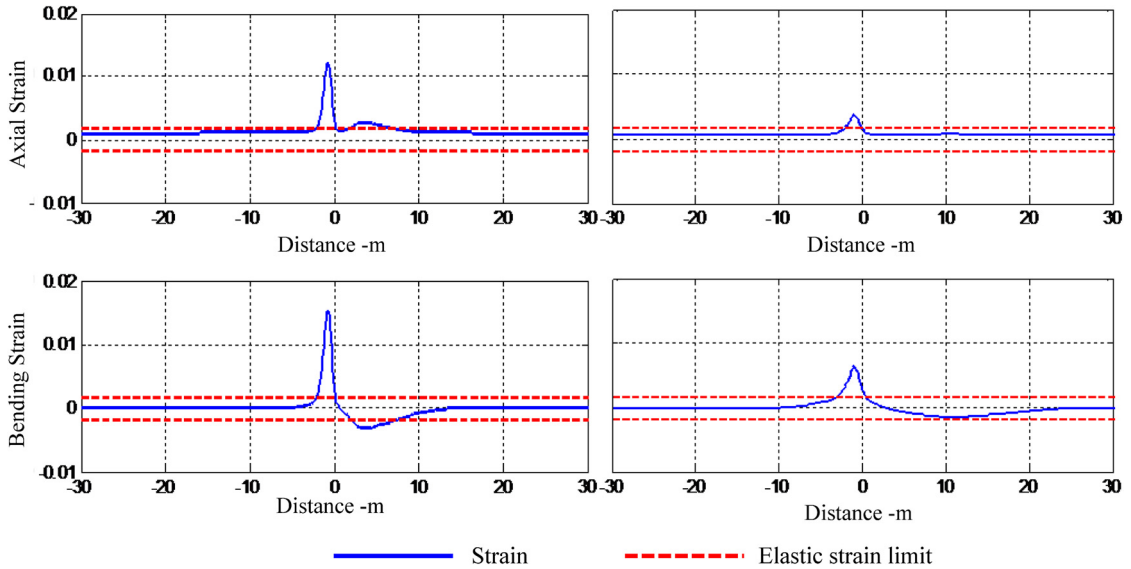 0.02
0.01
0
- 0.01
Axial Strain
-30 -20 -10 0 10 20 30 -20 -10 0 10 20 30
Distance -m Distance -m
0.02
0.01
0
-0.01
Bending Strain
-30 -20 -10 0 10 20 30 -30 -20 -10 0 10 20 30
Distance -m Distance -m
Strain Elastic strain limit